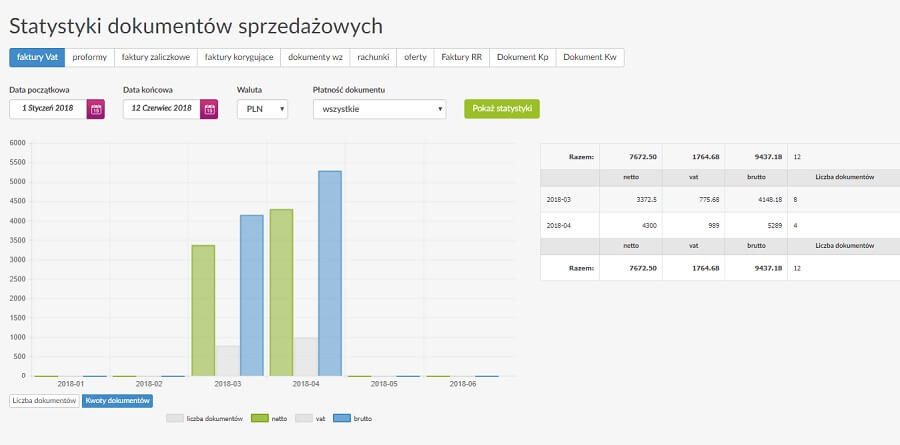 Statystyki dokumentów sprzedażowych
faktury Vat proformy faktury zaliczkowe faktury korygujące dokumenty wz rachunki oferty Faktury RR Dokument Kp Dokument Kw
Data początkowa Data końcowa Waluta Płatność dokumentu
1 Styczeń 2018 12 Czerwiec 2018 PLN wszystkie Pokaż statystyki
6000
5500
5000
4500
4000
3500
3000
2500
2000
1500
1000
500
0
2018-01 2018-02 2018-03 2018-04 2018-05 2018-06
Liczba dokumentów Kwoty dokumentów
liczba dokumentów netto vat brutto
Razem: 7672.50 1764.68 9437.18 12
netto vat brutto Liczba dokumentów
2018-03 3372.5 775.68 4148.18 8
2018-04 4300 989 5289 4
netto vat brutto Liczba dokumentów
Razem: 7672.50 1764.68 9437.18 12